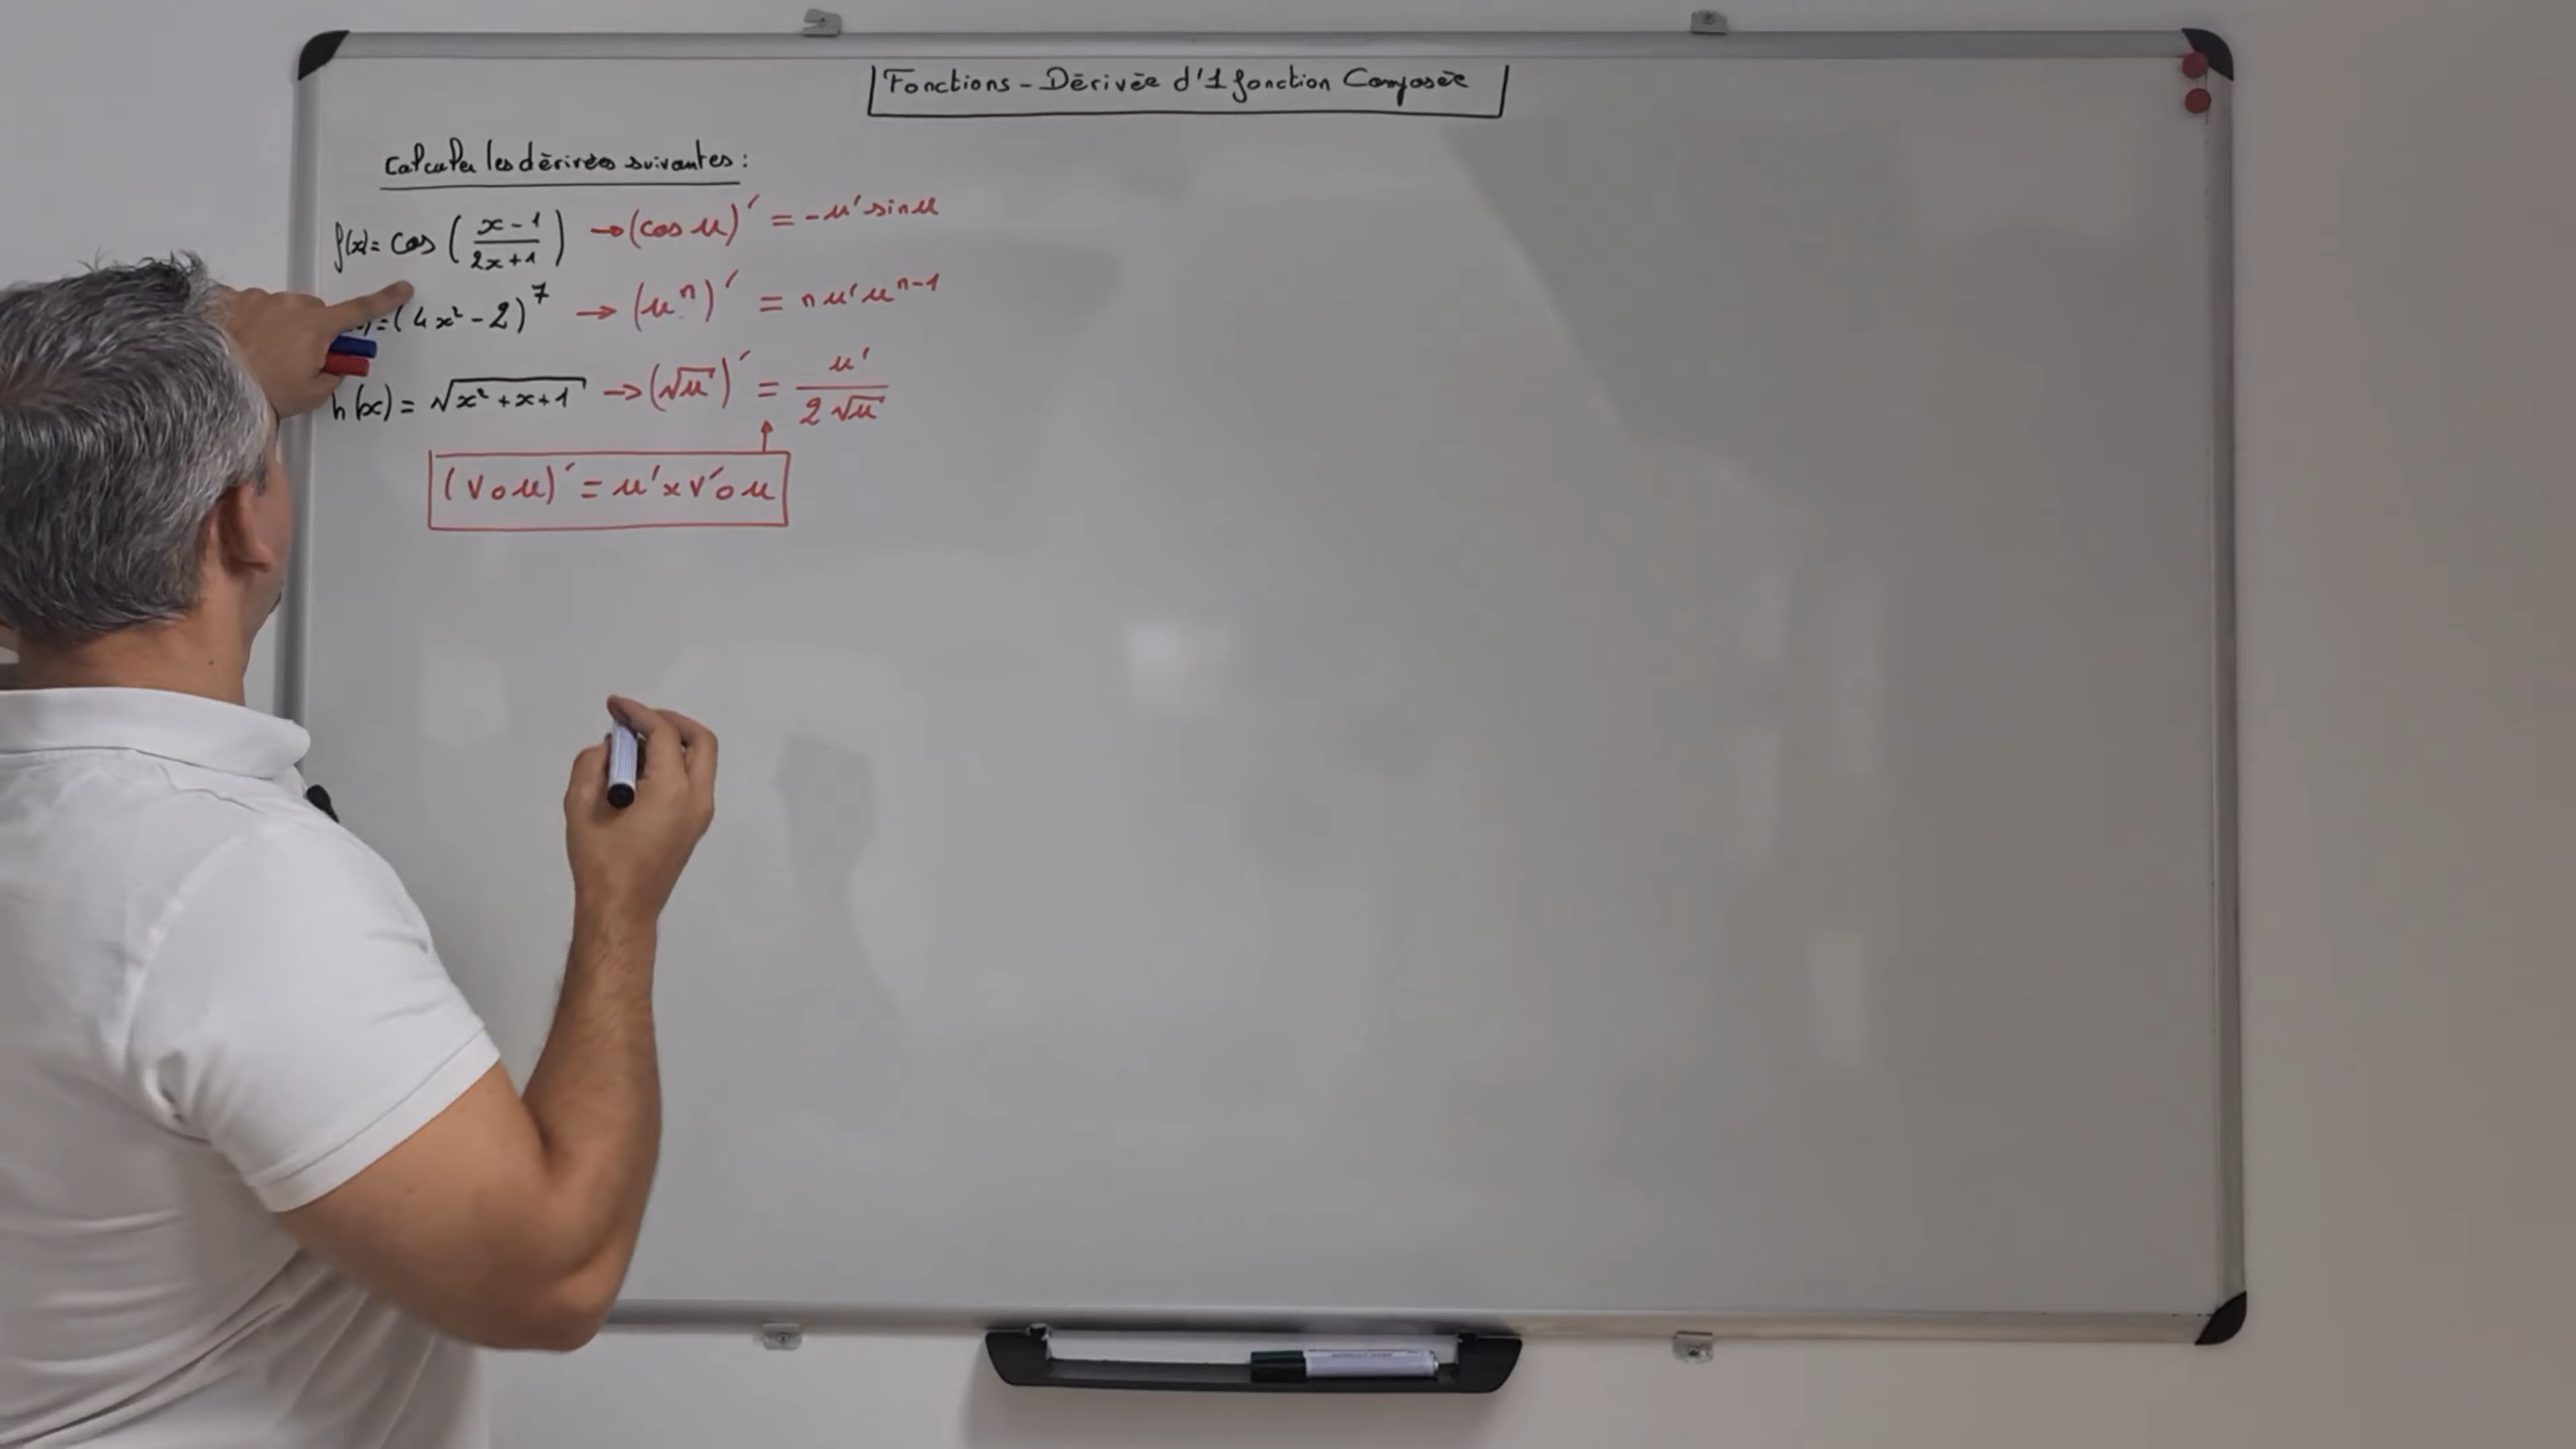 Fonctions - Dérivée d'1 fonction Composée
Calculer les dérivées suivantes :
f(x) = cos ( (x - 1) / (2x + 1) ) → (cos u)' = - u' sin u
= (4x² - 2)⁷ → (uⁿ)' = n u' uⁿ⁻¹
h(x) = √(x² + x + 1) → (√u)' = u' / (2√u)
(v o u)' = u' × v' o u